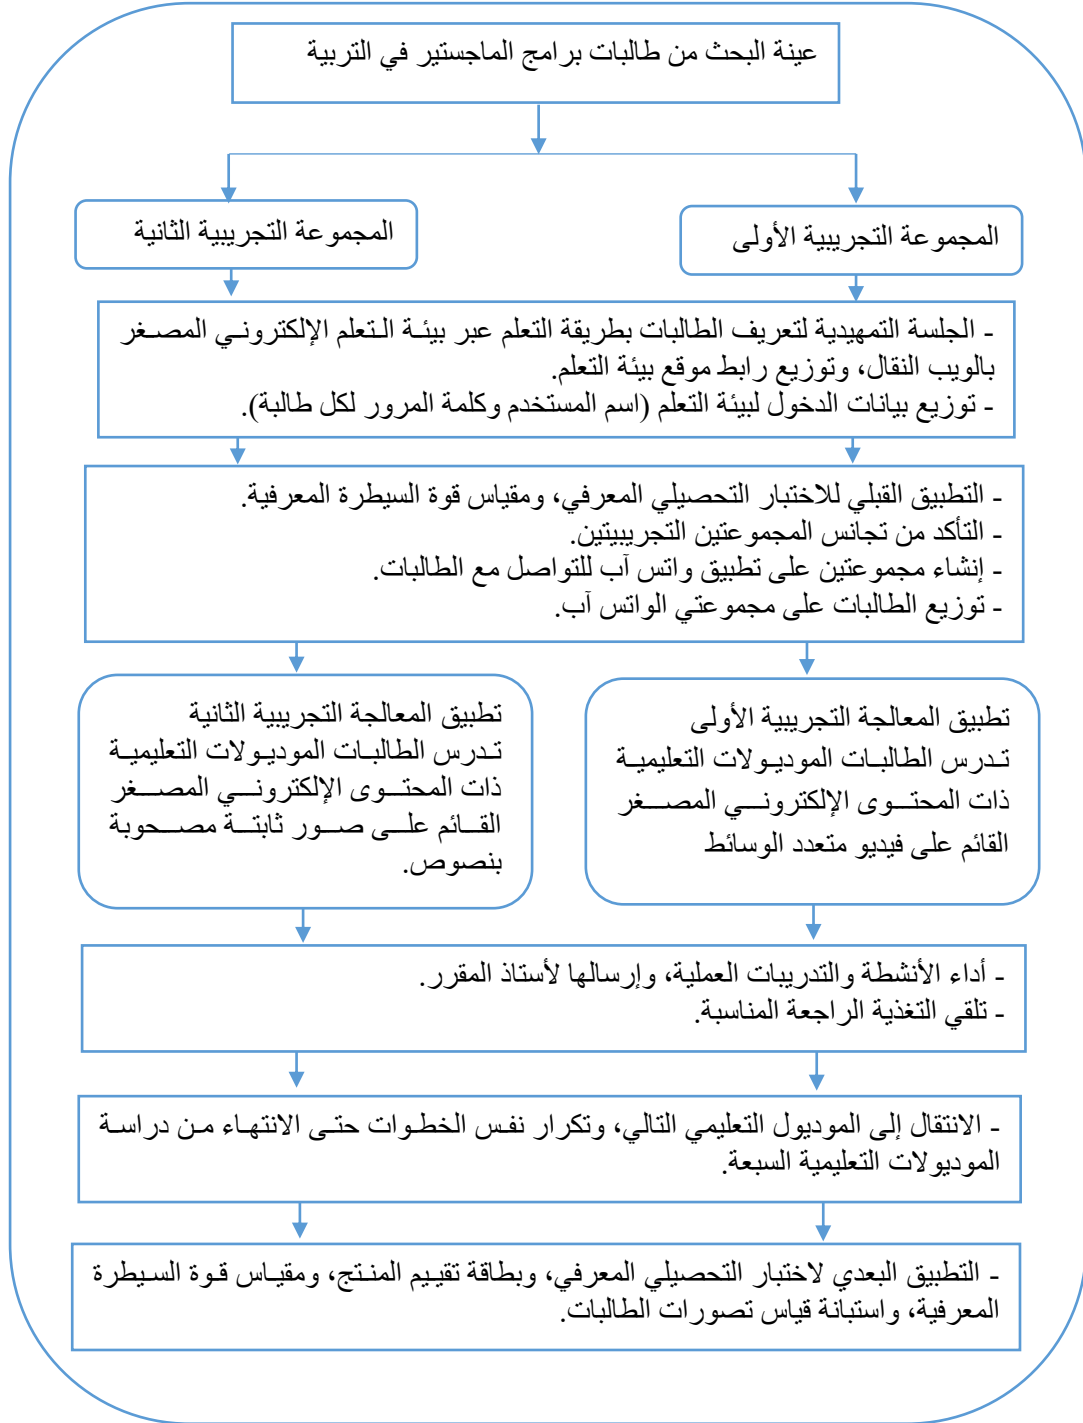 عينة البحث من طالبات برامج الماجستير في التربية
المجموعة التجريبية الأولى
المجموعة التجريبية الثانية
- الجلسة التمهيدية لتعريف الطالبات بطريقة التعلم عبر بيئة التعلم الإلكتروني المصغر
بالويب النقال، وتوزيع رابط موقع بيئة التعلم.
- توزيع بيانات الدخول لبيئة التعلم (اسم المستخدم وكلمة المرور لكل طالبة).
- التطبيق القبلي للاختبار التحصيلي المعرفي، ومقياس قوة السيطرة المعرفية.
- التأكد من تجانس المجموعتين التجريبيتين.
- إنشاء مجموعتين على تطبيق واتس آب للتواصل مع الطالبات.
- توزيع الطالبات على مجموعتي الواتس آب.
تطبيق المعالجة التجريبية الأولى
تدرس الطالبات الموديولات التعليمية
ذات المحتوى الإلكتروني المصغر
القائم على فيديو متعدد الوسائط
تطبيق المعالجة التجريبية الثانية
تدرس الطالبات الموديولات التعليمية
ذات المحتوى الإلكتروني المصغر
القائم على صور ثابتة مصحوبة
بنصوص.
- أداء الأنشطة والتدريبات العملية، وإرسالها لأستاذ المقرر.
- تلقي التغذية الراجعة المناسبة.
- الانتقال إلى الموديول التعليمي التالي، وتكرار نفس الخطوات حتى الانتهاء من دراسة
الموديولات التعليمية السبعة.
- التطبيق البعدي لاختبار التحصيلي المعرفي، وبطاقة تقييم المنتج، ومقياس قوة السيطرة
المعرفية، واستبانة قياس تصورات الطالبات.